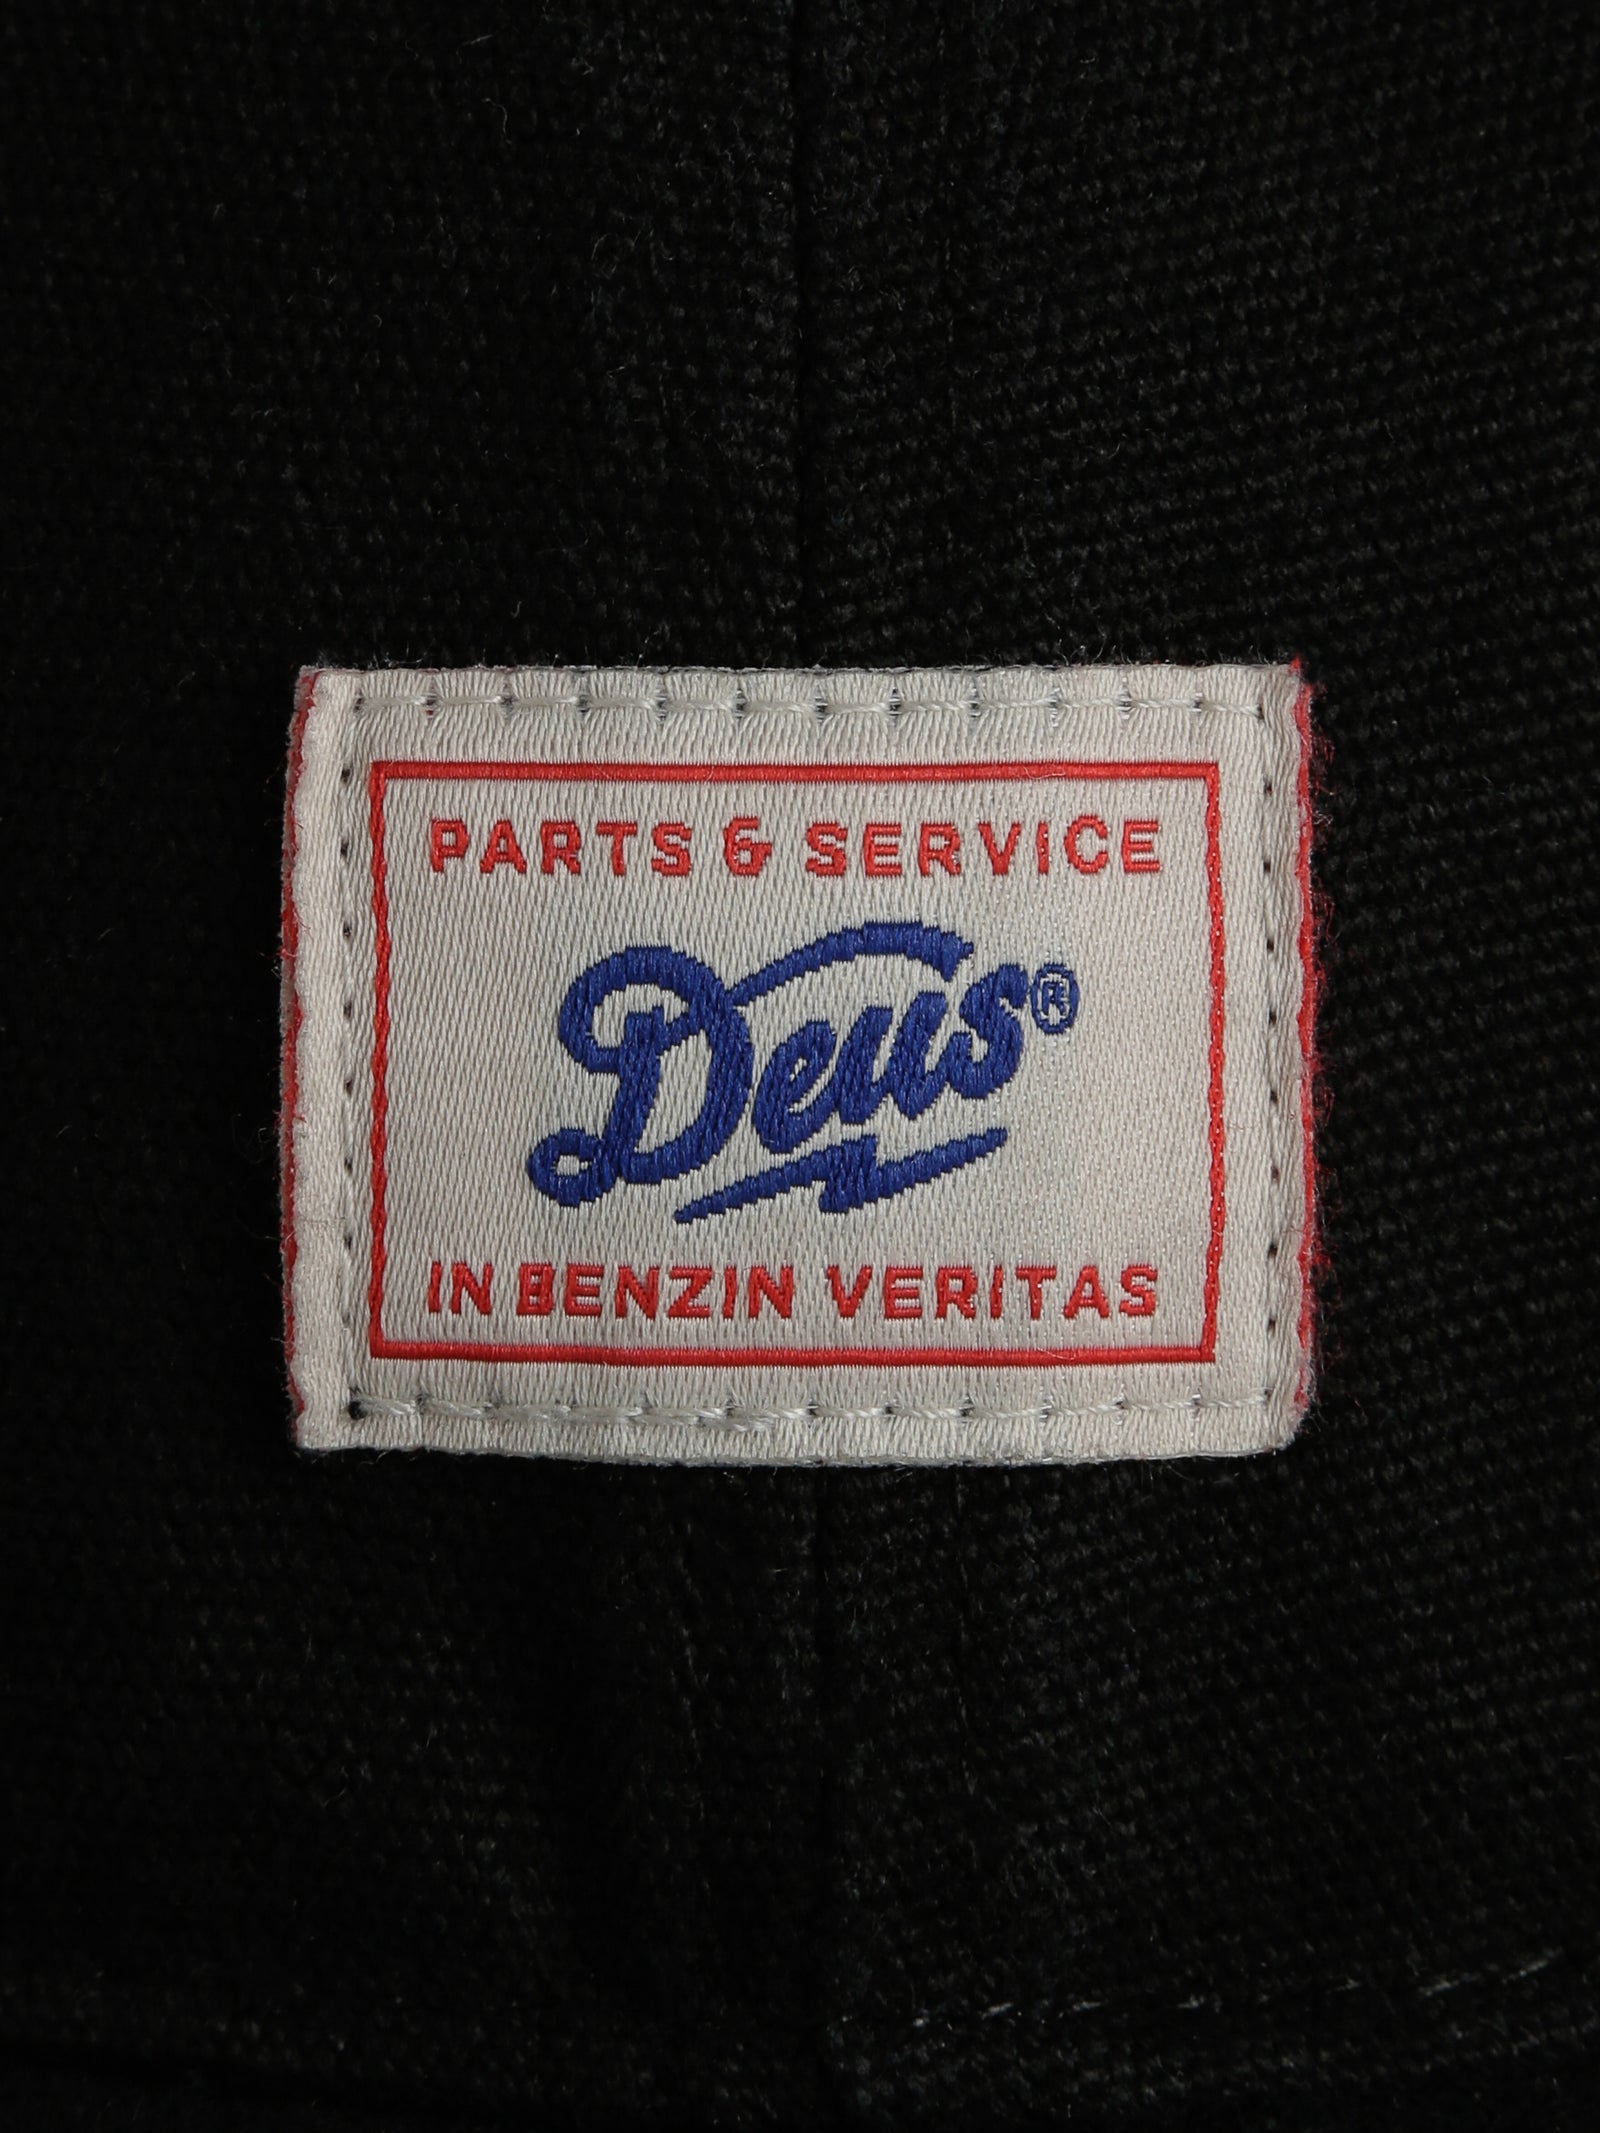 PARTS & SERVICE
Deus®
IN BENZIN VERITAS